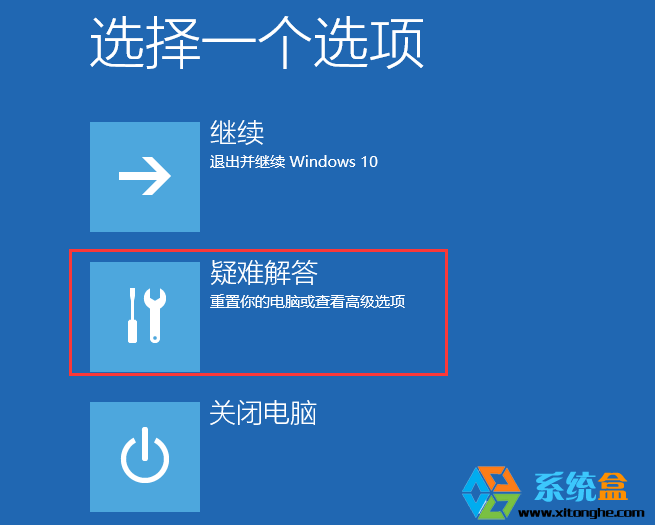 选择一个选项
继续
退出并继续 Windows 10
疑难解答
重置你的电脑或查看高级选项
关闭电脑
系统盒
www.xitonghe.com